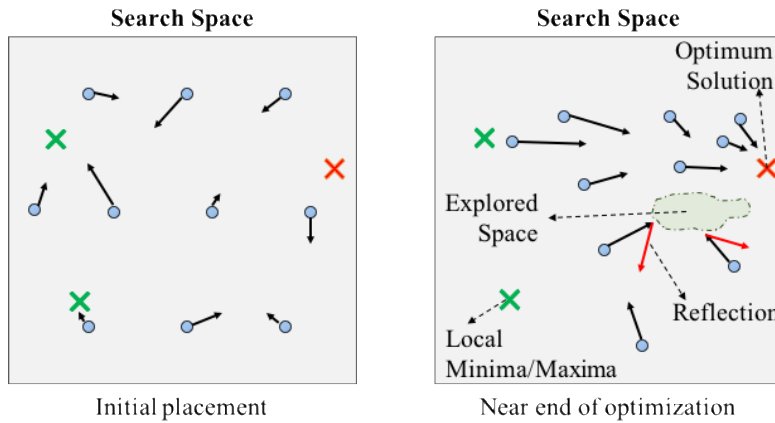 Search Space
Initial placement
Search Space
Optimum
Solution
Explored
Space
Reflection
Local
Minima/Maxima
Near end of optimization